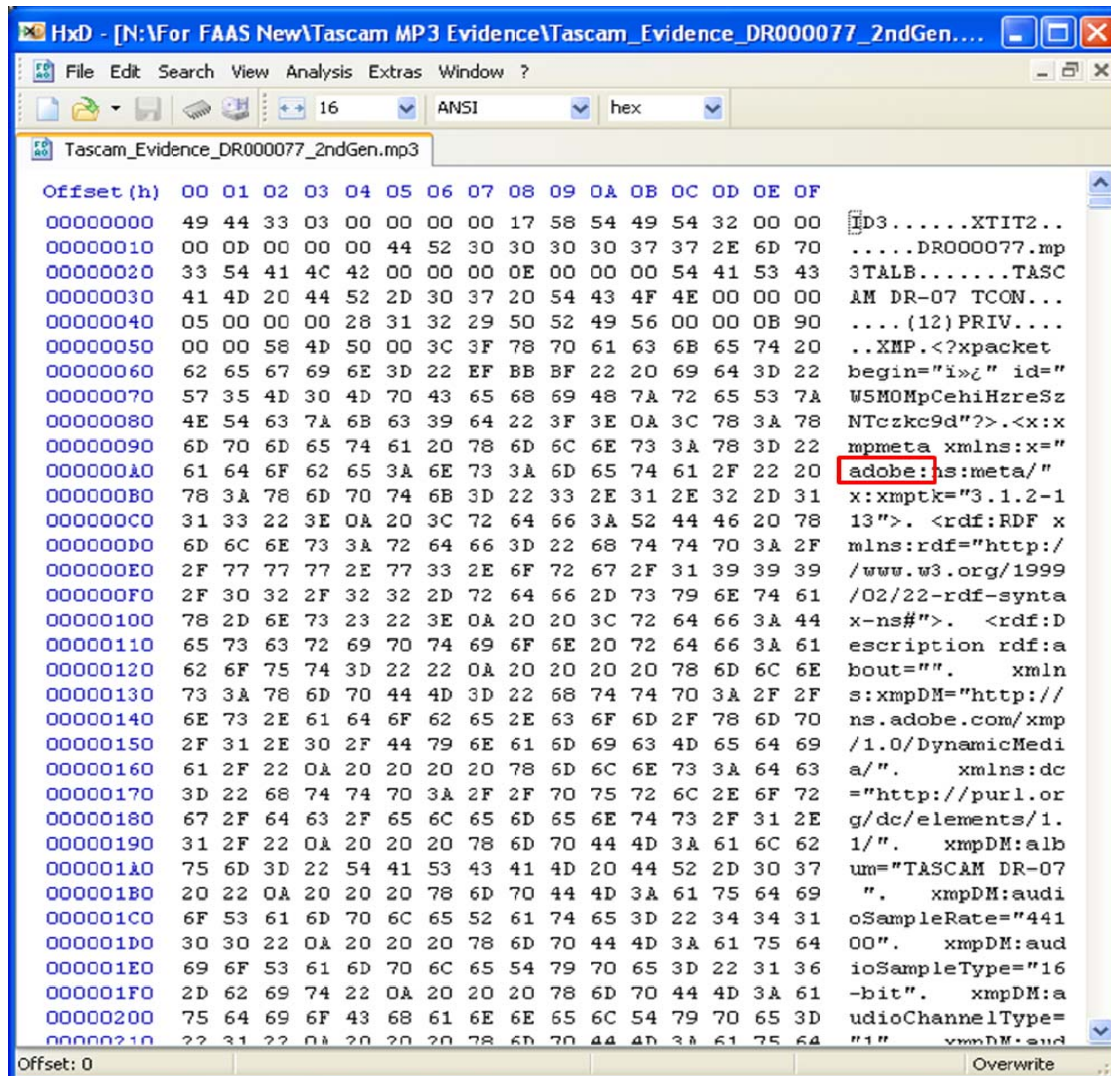 HxD - [N:\For FAAS New\Tascam MP3 Evidence\Tascam_Evidence_DR000077_2ndGen....
File Edit Search View Analysis Extras Window ?
16 ANSI hex
Tascam_Evidence_DR000077_2ndGen.mp3
Offset(h) 00 01 02 03 04 05 06 07 08 09 0A 0B 0C 0D 0E 0F
00000000 49 44 33 03 00 00 00 00 17 58 54 49 54 32 00 00 ID3......XTIT2..
00000010 00 0D 00 00 00 44 52 30 30 30 30 37 37 2E 6D 70 .....DR000077.mp
00000020 33 54 41 4C 42 00 00 00 0E 00 00 00 54 41 53 43 3TALB.......TASC
00000030 41 4D 20 44 52 2D 30 37 20 54 43 4F 4E 00 00 00 AM DR-07 TCON...
00000040 05 00 00 00 28 31 32 29 50 52 49 56 00 00 0B 90 ....(12)PRIV....
00000050 00 00 58 4D 50 00 3C 3F 78 70 61 63 6B 65 74 20 ..XMP.<?xpacket
00000060 62 65 67 69 6E 3D 22 EF BB BF 22 20 69 64 3D 22 begin="ï»¿" id="
00000070 57 35 4D 30 4D 70 43 65 68 69 48 7A 72 65 53 7A W5M0MpCehiHzreSz
00000080 4E 54 63 7A 6B 63 39 64 22 3F 3E 0A 3C 78 3A 78 NTczkc9d"?>.<x:x
00000090 6D 70 6D 65 74 61 20 78 6D 6C 6E 73 3A 78 3D 22 mpmeta xmlns:x="
000000A0 61 64 6F 62 65 3A 6E 73 3A 6D 65 74 61 2F 22 20 adobe:ns:meta/"
000000B0 78 3A 78 6D 70 74 6B 3D 22 33 2E 31 2E 32 2D 31 x:xmptk="3.1.2-1
000000C0 31 33 22 3E 0A 20 3C 72 64 66 3A 52 44 46 20 78 13">. <rdf:RDF x
000000D0 6D 6C 6E 73 3A 72 64 66 3D 22 68 74 74 70 3A 2F mlns:rdf="http:/
000000E0 2F 77 77 77 2E 77 33 2E 6F 72 67 2F 31 39 39 39 /www.w3.org/1999
000000F0 2F 30 32 2F 32 32 2D 72 64 66 2D 73 79 6E 74 61 /02/22-rdf-synta
00000100 78 2D 6E 73 23 22 3E 0A 20 20 3C 72 64 66 3A 44 x-ns#">.  <rdf:D
00000110 65 73 63 72 69 70 74 69 6F 6E 20 72 64 66 3A 61 escription rdf:a
00000120 62 6F 75 74 3D 22 22 0A 20 20 20 20 78 6D 6C 6E bout="".    xmln
00000130 73 3A 78 6D 70 44 4D 3D 22 68 74 74 70 3A 2F 2F s:xmpDM="http://
00000140 6E 73 2E 61 64 6F 62 65 2E 63 6F 6D 2F 78 6D 70 ns.adobe.com/xmp
00000150 2F 31 2E 30 2F 44 79 6E 61 6D 69 63 4D 65 64 69 /1.0/DynamicMedi
00000160 61 2F 22 0A 20 20 20 20 78 6D 6C 6E 73 3A 64 63 a/".    xmlns:dc
00000170 3D 22 68 74 74 70 3A 2F 2F 70 75 72 6C 2E 6F 72 ="http://purl.or
00000180 67 2F 64 63 2F 65 6C 65 6D 65 6E 74 73 2F 31 2E g/dc/elements/1.
00000190 31 2F 22 0A 20 20 20 78 6D 70 44 4D 3A 61 6C 62 1/".   xmpDM:alb
000001A0 75 6D 3D 22 54 41 53 43 41 4D 20 44 52 2D 30 37 um="TASCAM DR-07
000001B0 20 22 0A 20 20 20 78 6D 70 44 4D 3A 61 75 64 69  ".   xmpDM:audi
000001C0 6F 53 61 6D 70 6C 65 52 61 74 65 3D 22 34 34 31 oSampleRate="441
000001D0 30 30 22 0A 20 20 20 78 6D 70 44 4D 3A 61 75 64 00".   xmpDM:aud
000001E0 69 6F 53 61 6D 70 6C 65 54 79 70 65 3D 22 31 36 ioSampleType="16
000001F0 2D 62 69 74 22 0A 20 20 20 78 6D 70 44 4D 3A 61 -bit".   xmpDM:a
00000200 75 64 69 6F 43 68 61 6E 6E 65 6C 54 79 70 65 3D udioChannelType=
00000210 22 31 22 0A 20 20 20 78 6D 70 44 4D 3A 61 75 64 "1"    xmpDM:aud
Offset: 0 Overwrite